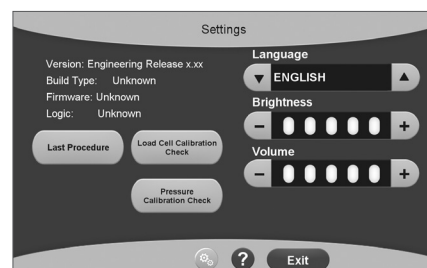 Settings
Version: Engineering Release x.xx
Build Type: Unknown
Firmware: Unknown
Logic: Unknown
Last Procedure
Load Cell Calibration
Check
Pressure
Calibration Check
Language
▼ ENGLISH ▲
Brightness
− +
Volume
− +
? Exit